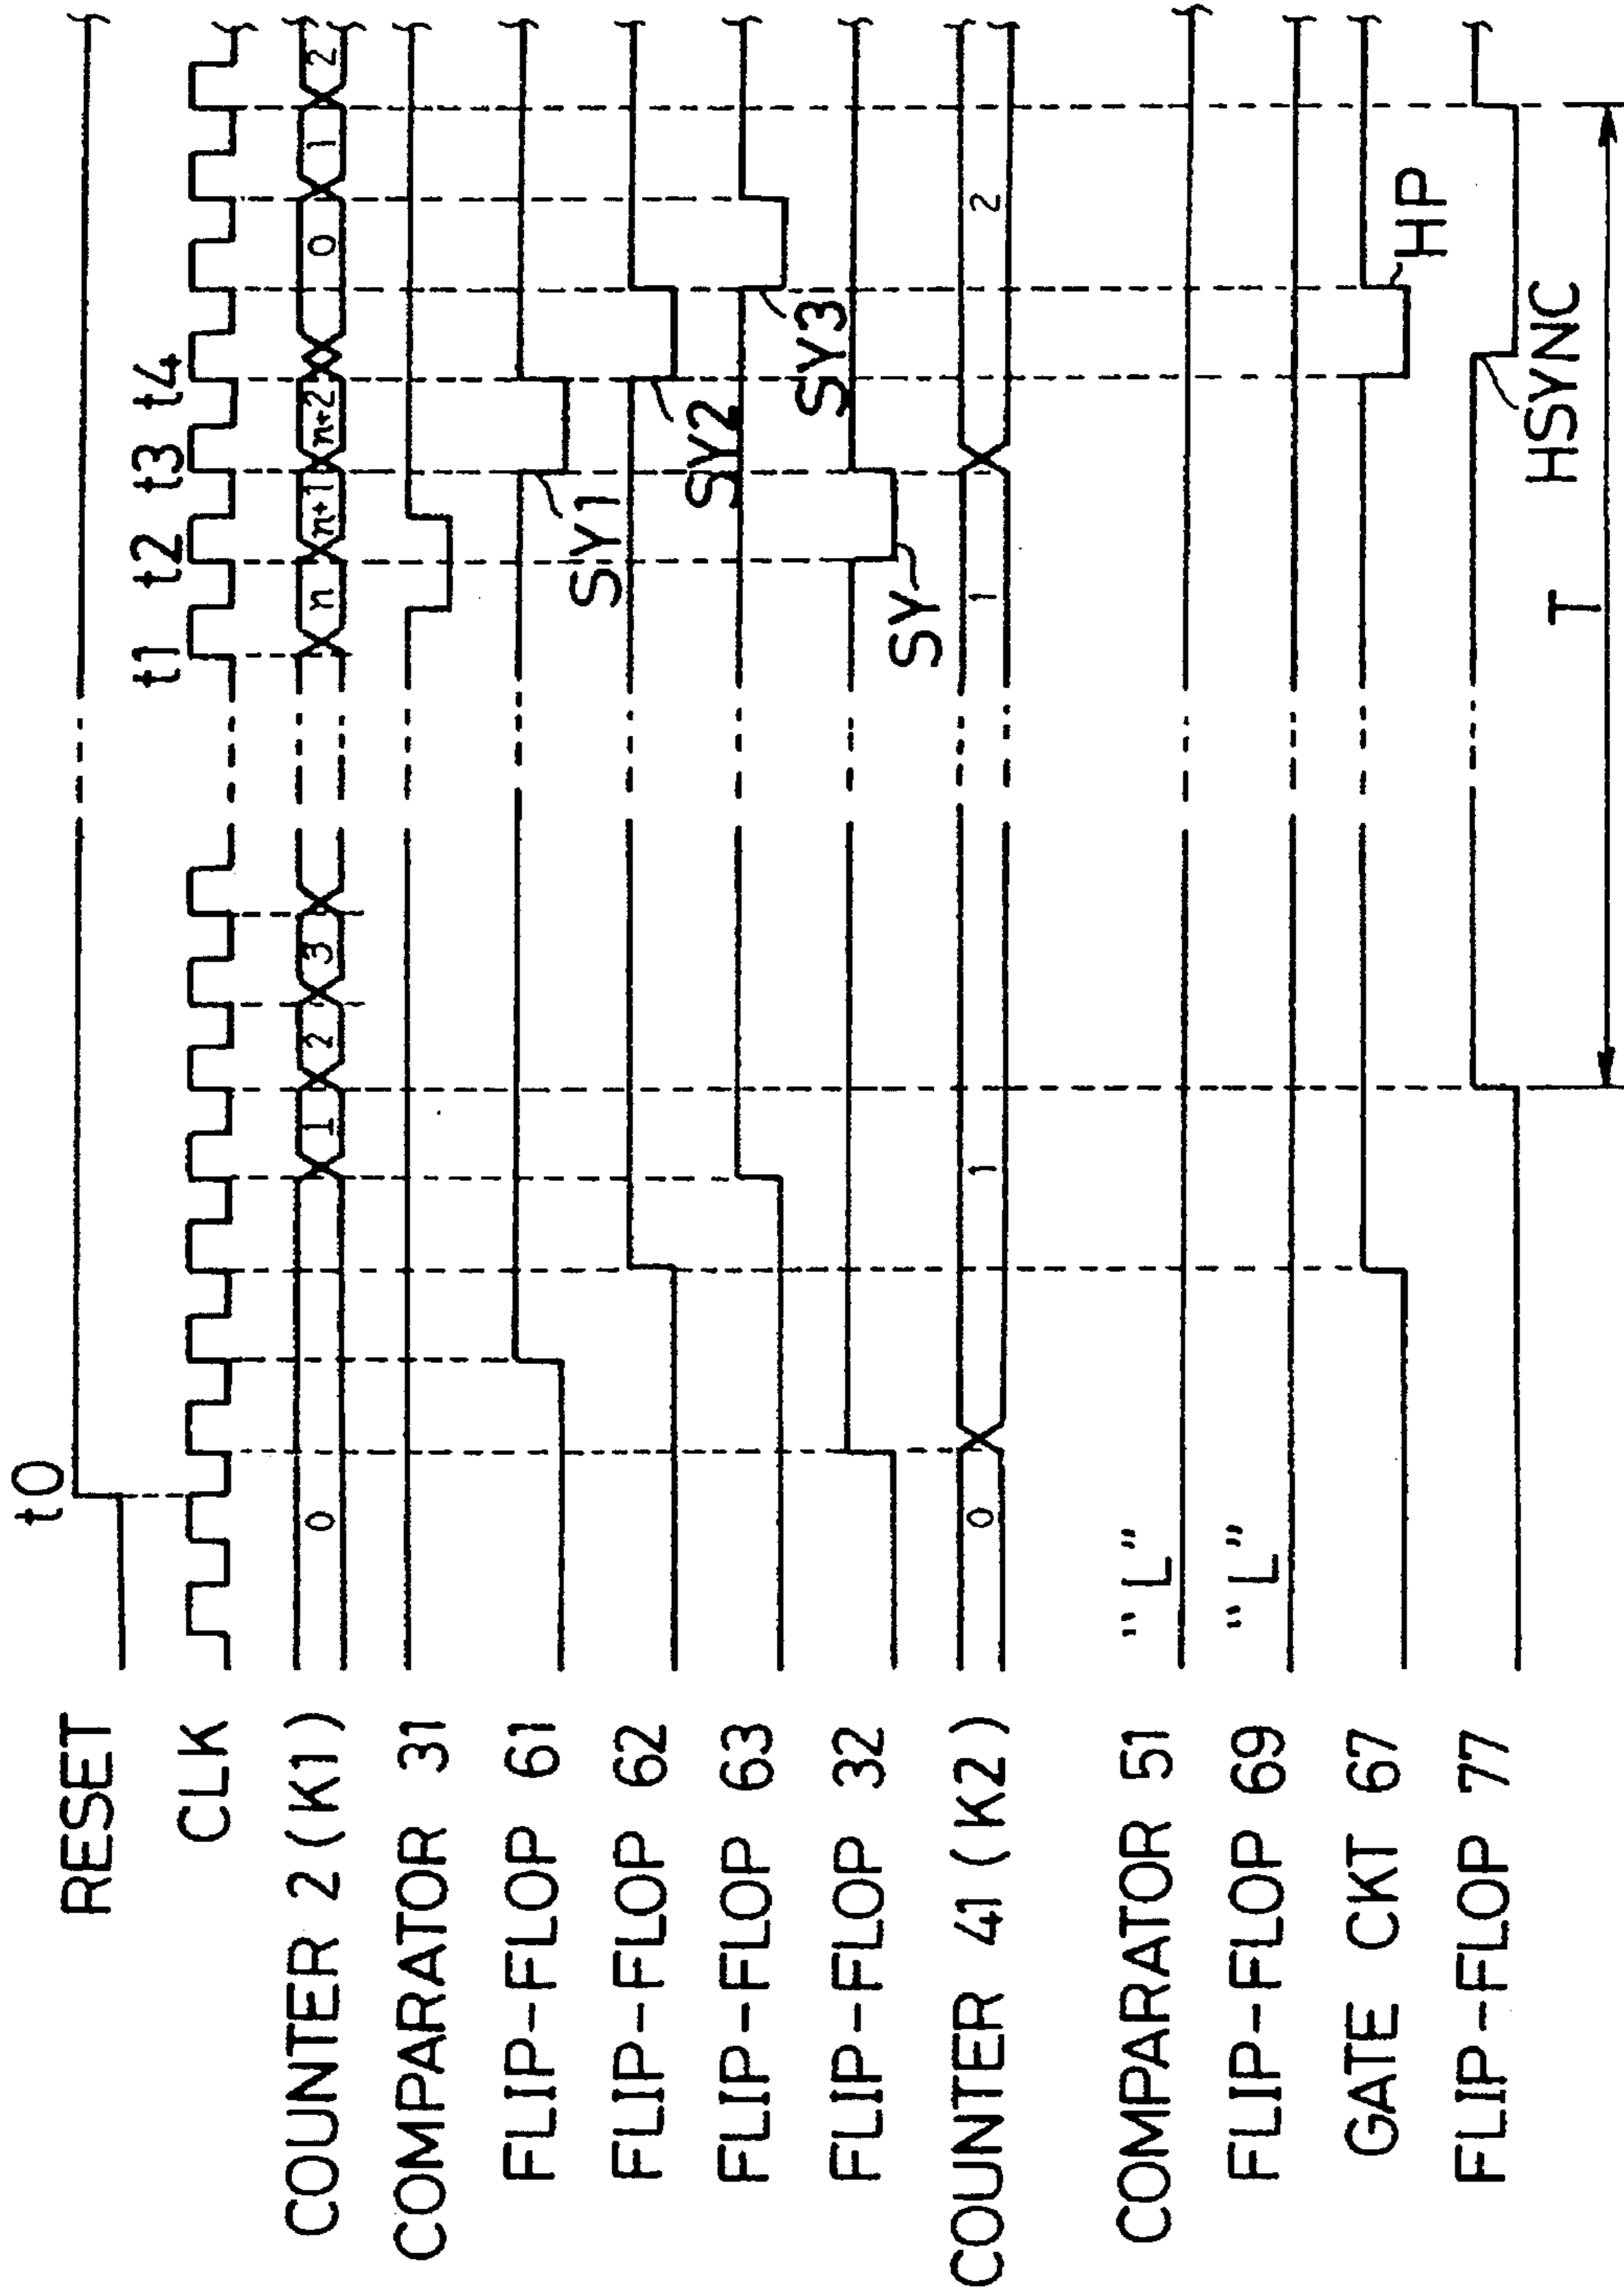 t0 t1 t2 t3 t4
RESET
CLK
COUNTER 2 (K1) 0 1 2 3 n n+1 n+2 0 1 2
COMPARATOR 31
FLIP-FLOP 61 SY1
FLIP-FLOP 62 SY2
FLIP-FLOP 63 SY3
FLIP-FLOP 32 SY
COUNTER 41 (K2) 0 1 1 2
COMPARATOR 51 "L"
FLIP-FLOP 69 "L"
GATE CKT 67 HP
FLIP-FLOP 77 HSYNC
T